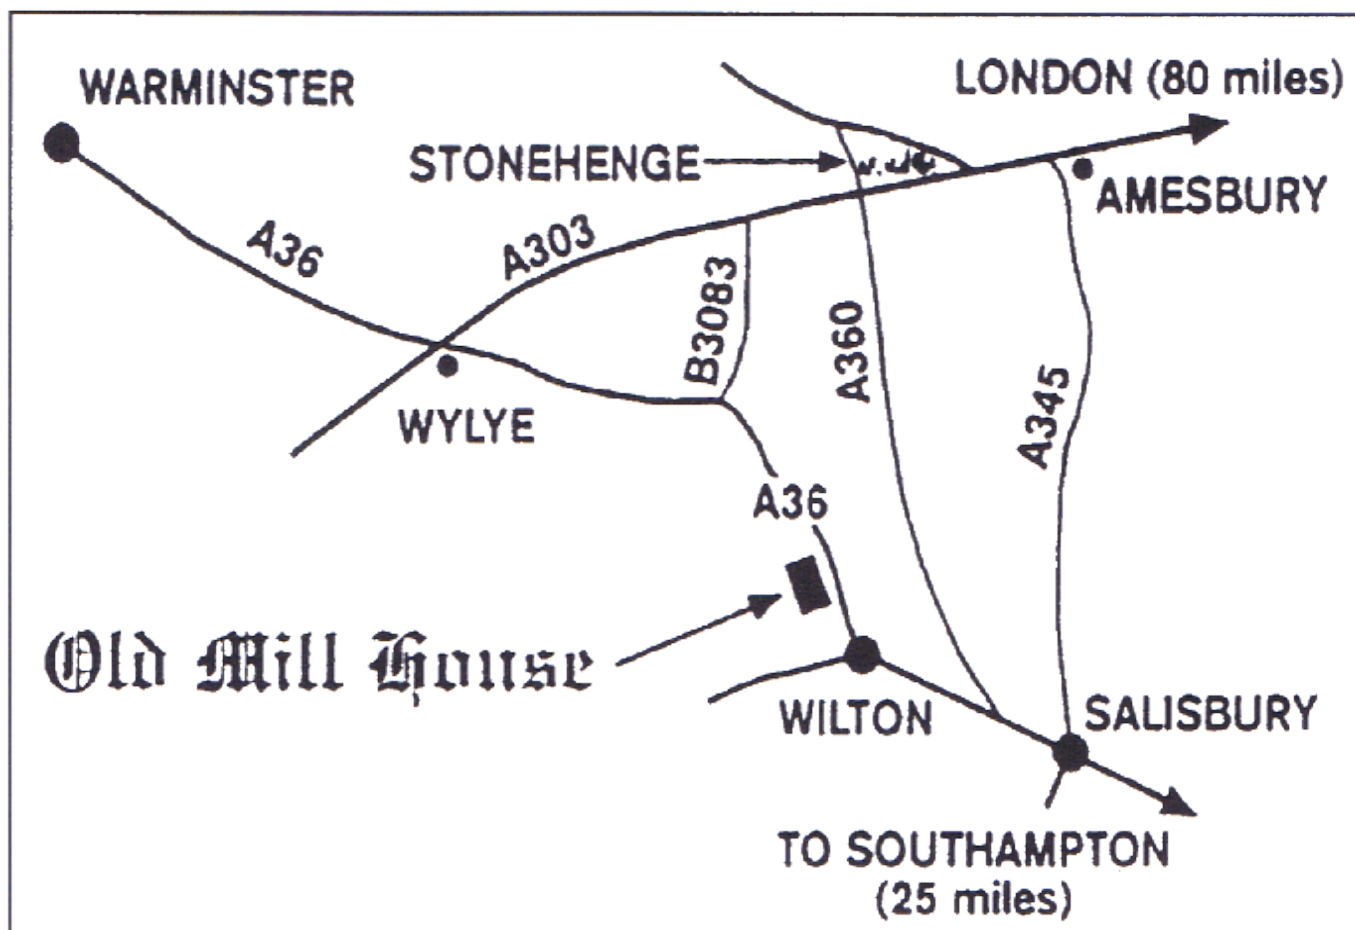 WARMINSTER
LONDON (80 miles)
STONEHENGE
AMESBURY
A36
A303
B3083
A360
A345
WYLYE
A36
Old Mill House
WILTON
SALISBURY
TO SOUTHAMPTON
(25 miles)